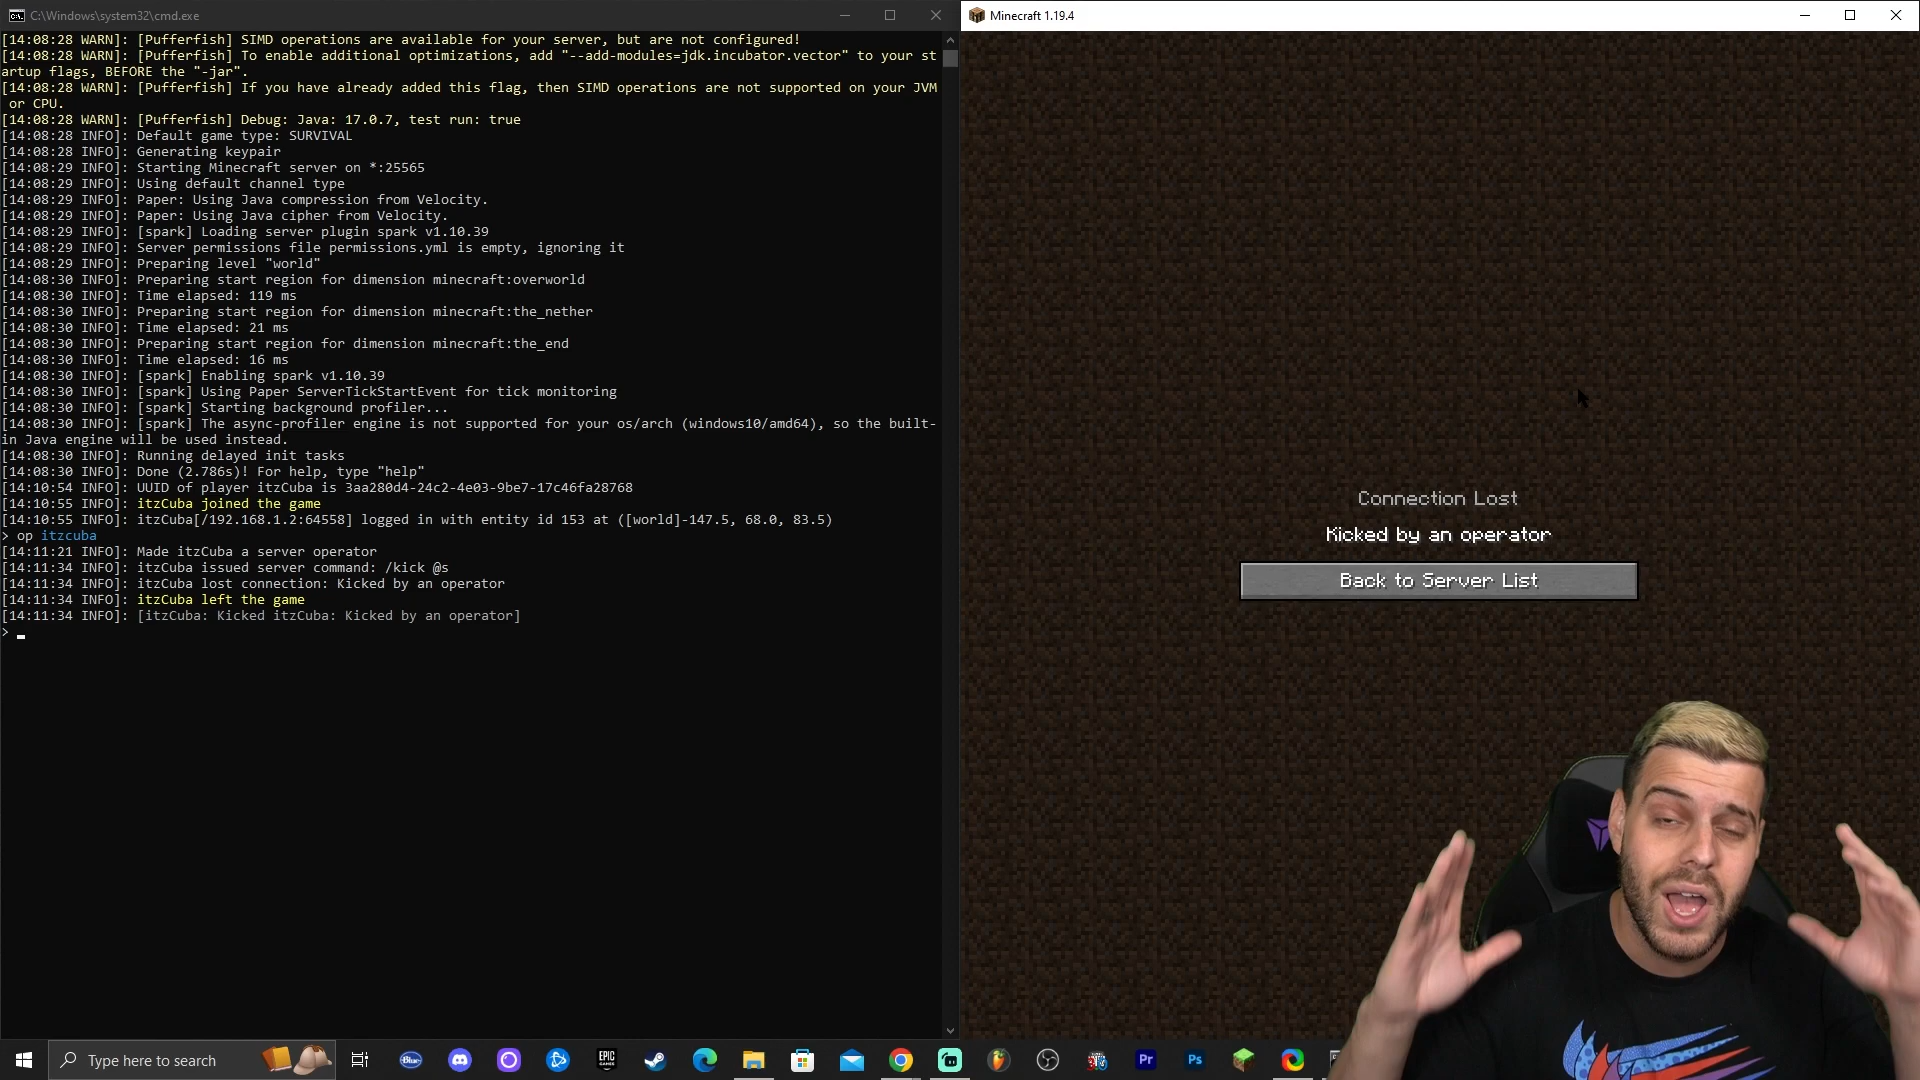 C:\Windows\system32\cmd.exe
[14:08:28 WARN]: [Pufferfish] SIMD operations are available for your server, but are not configured!
[14:08:28 WARN]: [Pufferfish] To enable additional optimizations, add "--add-modules=jdk.incubator.vector" to your st
artup flags, BEFORE the "-jar".
[14:08:28 WARN]: [Pufferfish] If you have already added this flag, then SIMD operations are not supported on your JVM
or CPU.
[14:08:28 WARN]: [Pufferfish] Debug: Java: 17.0.7, test run: true
[14:08:28 INFO]: Default game type: SURVIVAL
[14:08:28 INFO]: Generating keypair
[14:08:29 INFO]: Starting Minecraft server on *:25565
[14:08:29 INFO]: Using default channel type
[14:08:29 INFO]: Paper: Using Java compression from Velocity.
[14:08:29 INFO]: Paper: Using Java cipher from Velocity.
[14:08:29 INFO]: [spark] Loading server plugin spark v1.10.39
[14:08:29 INFO]: Server permissions file permissions.yml is empty, ignoring it
[14:08:29 INFO]: Preparing level "world"
[14:08:30 INFO]: Preparing start region for dimension minecraft:overworld
[14:08:30 INFO]: Time elapsed: 119 ms
[14:08:30 INFO]: Preparing start region for dimension minecraft:the_nether
[14:08:30 INFO]: Time elapsed: 21 ms
[14:08:30 INFO]: Preparing start region for dimension minecraft:the_end
[14:08:30 INFO]: Time elapsed: 16 ms
[14:08:30 INFO]: [spark] Enabling spark v1.10.39
[14:08:30 INFO]: [spark] Using Paper ServerTickStartEvent for tick monitoring
[14:08:30 INFO]: [spark] Starting background profiler...
[14:08:30 INFO]: [spark] The async-profiler engine is not supported for your os/arch (windows10/amd64), so the built-
in Java engine will be used instead.
[14:08:30 INFO]: Running delayed init tasks
[14:08:30 INFO]: Done (2.786s)! For help, type "help"
[14:10:54 INFO]: UUID of player itzCuba is 3aa280d4-24c2-4e03-9be7-17c46fa28768
[14:10:55 INFO]: itzCuba joined the game
[14:10:55 INFO]: itzCuba[/192.168.1.2:64558] logged in with entity id 153 at ([world]-147.5, 68.0, 83.5)
> op itzcuba
[14:11:21 INFO]: Made itzCuba a server operator
[14:11:34 INFO]: itzCuba issued server command: /kick @s
[14:11:34 INFO]: itzCuba lost connection: Kicked by an operator
[14:11:34 INFO]: itzCuba left the game
[14:11:34 INFO]: [itzCuba: Kicked itzCuba: Kicked by an operator]
>
Minecraft 1.19.4
Connection Lost
Kicked by an operator
Back to Server List
Type here to search
Blue
EPIC
GAMES
Pr
Ps